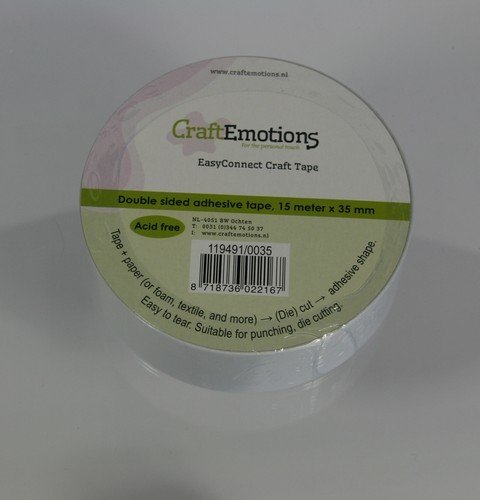 www.craftemotions.nl
CraftEmotions
for the personal touch
EasyConnect Craft Tape
Double sided adhesive tape, 15 meter x 35 mm
Acid free
NL-4051 BW Ochten
T: 0031 (0)344 74 50 37
I: www.craftemotions.nl
119491/0035
8 718736 022167
Tape + paper (or foam, textile, and more) → (Die) cut → adhesive shape.
Easy to tear. Suitable for punching, die cutting.